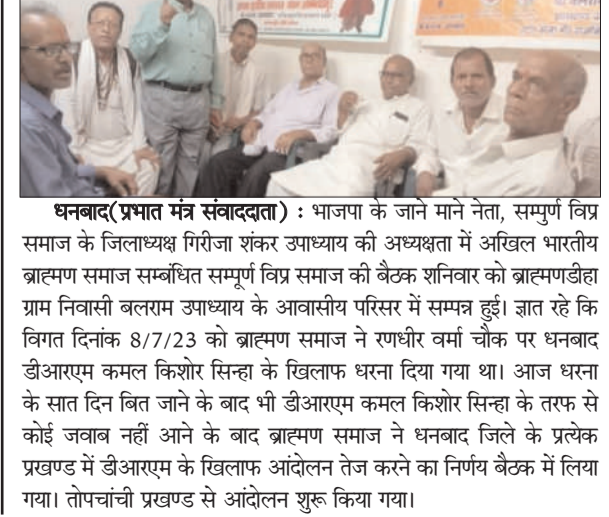 धनबाद(प्रभात मंत्र संवाददाता) : भाजपा के जाने माने नेता, सम्पुर्ण विप्र
समाज के जिलाध्यक्ष गिरीजा शंकर उपाध्याय की अध्यक्षता में अखिल भारतीय
ब्राह्मण समाज सम्बंधित सम्पूर्ण विप्र समाज की बैठक शनिवार को ब्राह्मणडीहा
ग्राम निवासी बलराम उपाध्याय के आवासीय परिसर में सम्पन्न हुई। ज्ञात रहे कि
विगत दिनांक 8/7/23 को ब्राह्मण समाज ने रणधीर वर्मा चौक पर धनबाद
डीआरएम कमल किशोर सिन्हा के खिलाफ धरना दिया गया था। आज धरना
के सात दिन बित जाने के बाद भी डीआरएम कमल किशोर सिन्हा के तरफ से
कोई जवाब नहीं आने के बाद ब्राह्मण समाज ने धनबाद जिले के प्रत्येक
प्रखण्ड में डीआरएम के खिलाफ आंदोलन तेज करने का निर्णय बैठक में लिया
गया। तोपचांची प्रखण्ड से आंदोलन शुरू किया गया।